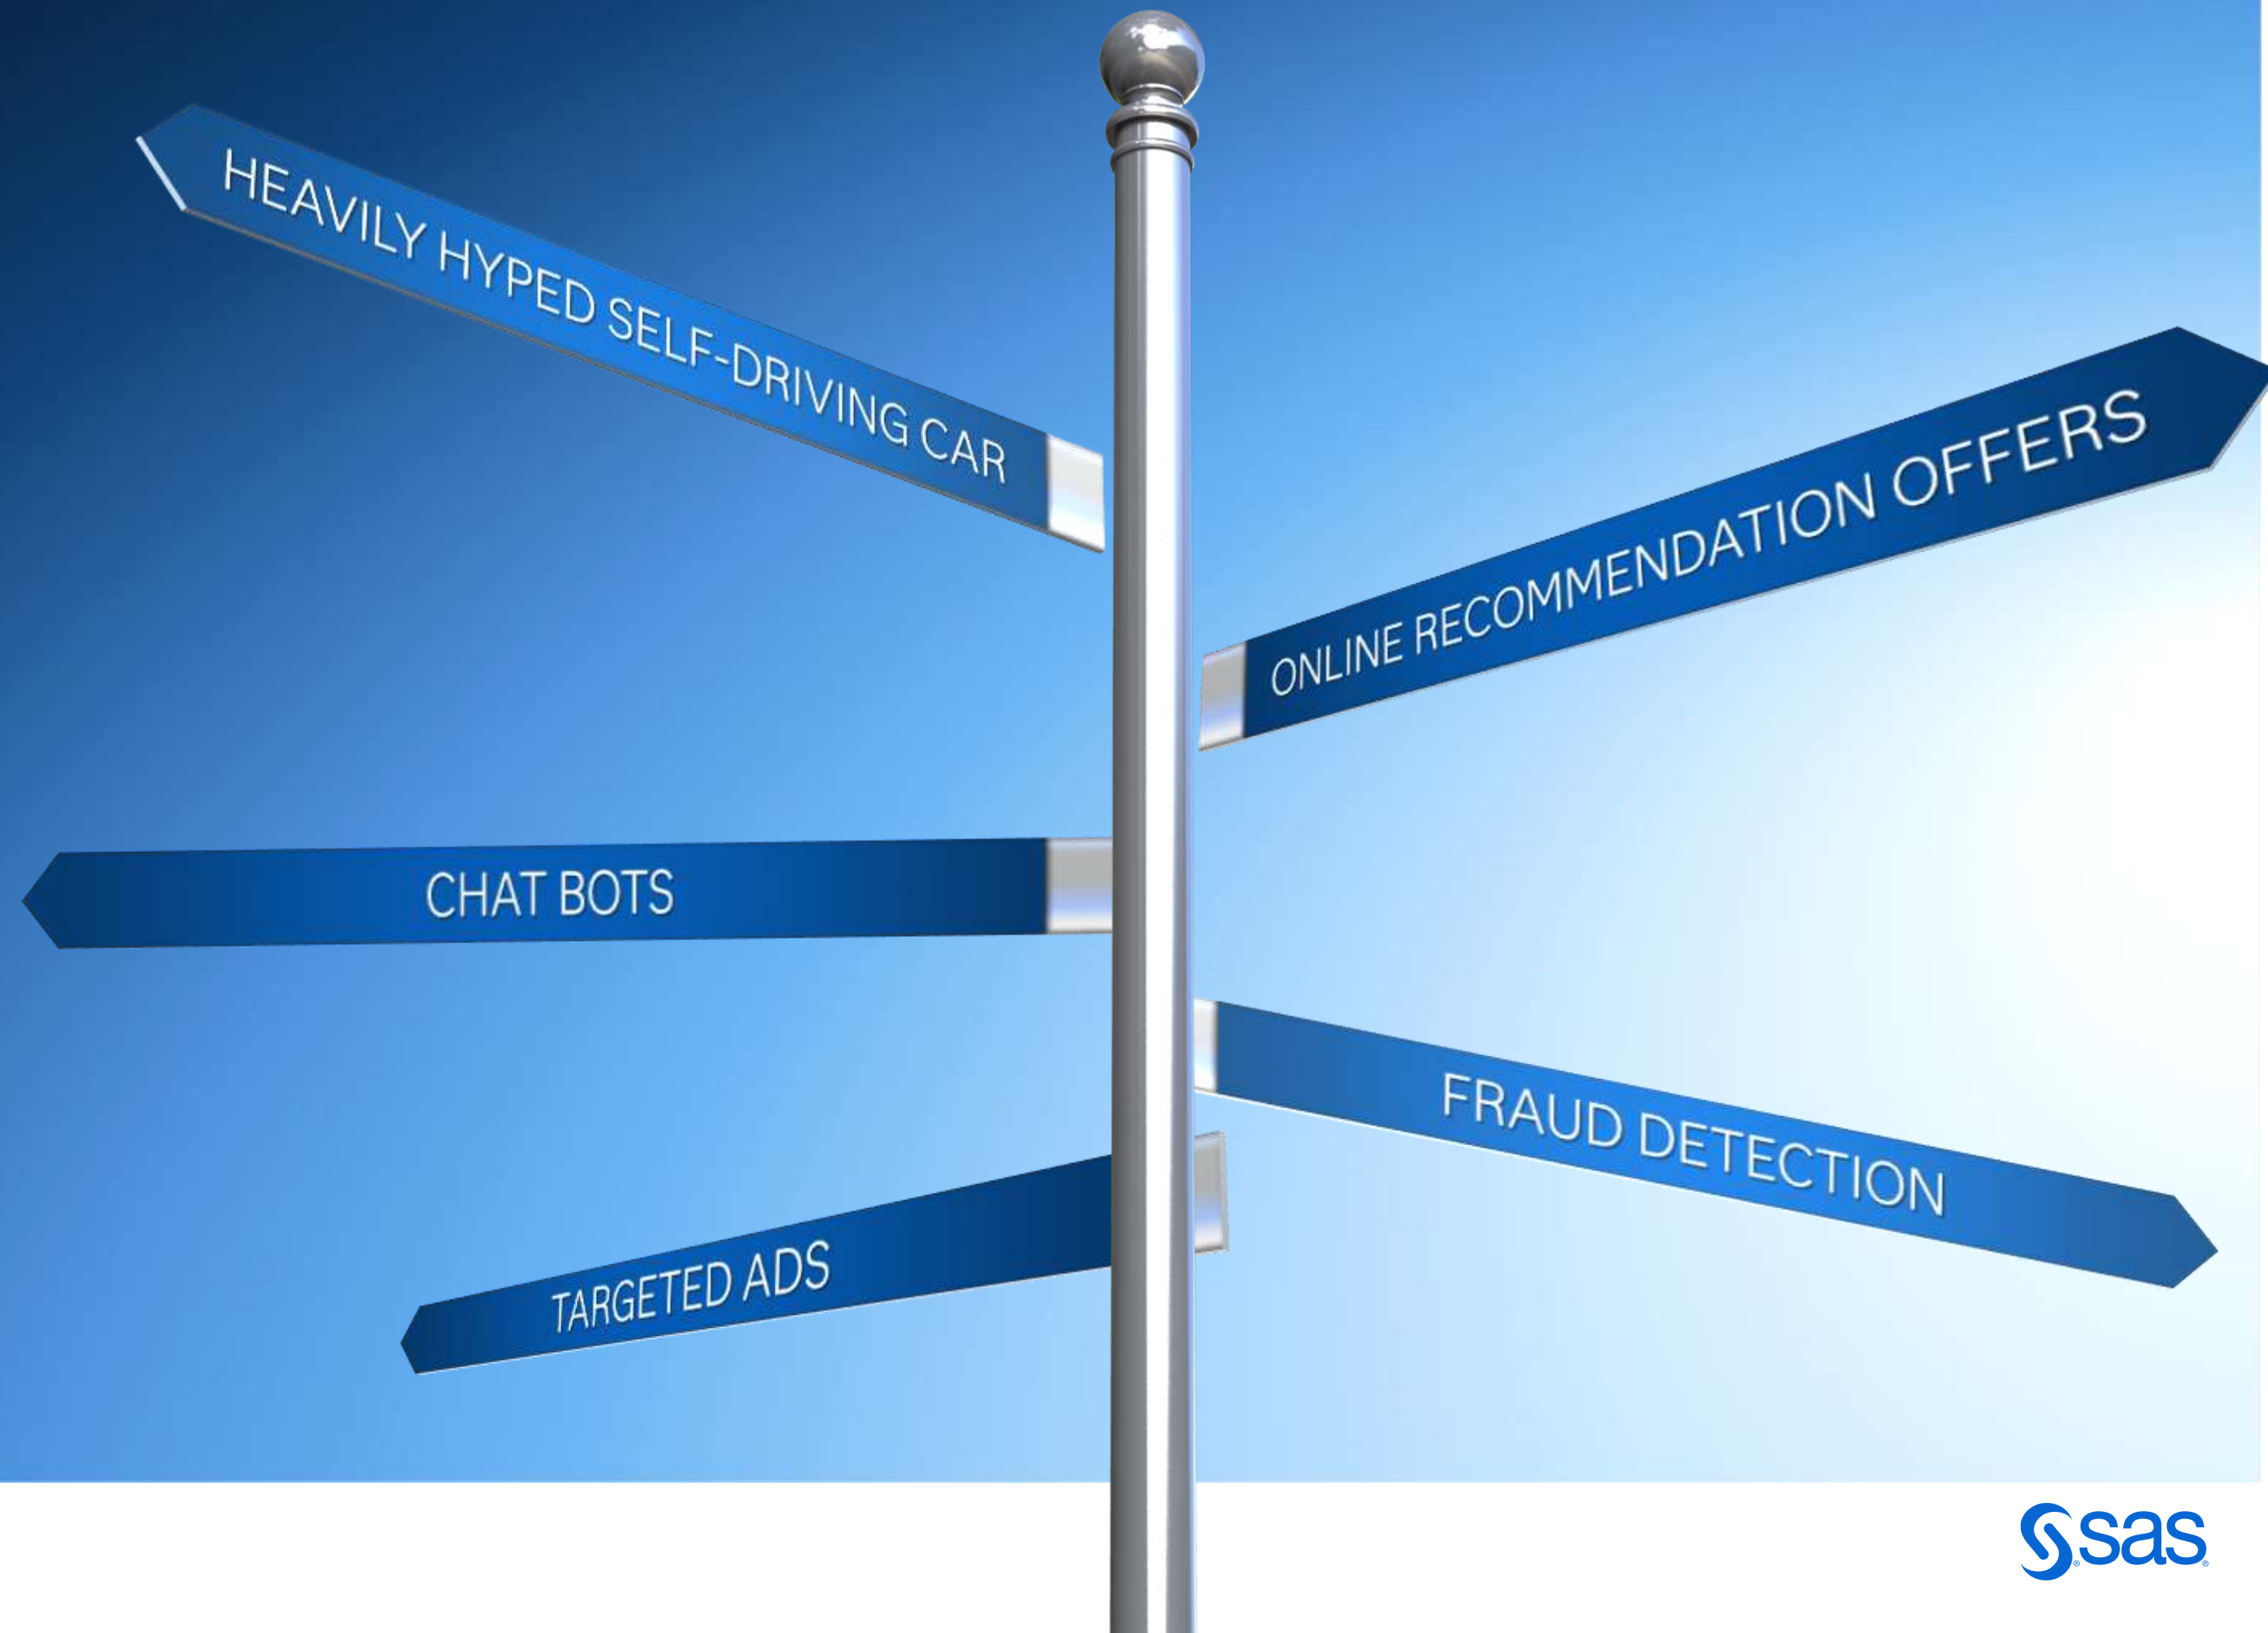 HEAVILY HYPED SELF-DRIVING CAR
ONLINE RECOMMENDATION OFFERS
CHAT BOTS
FRAUD DETECTION
TARGETED ADS
sas